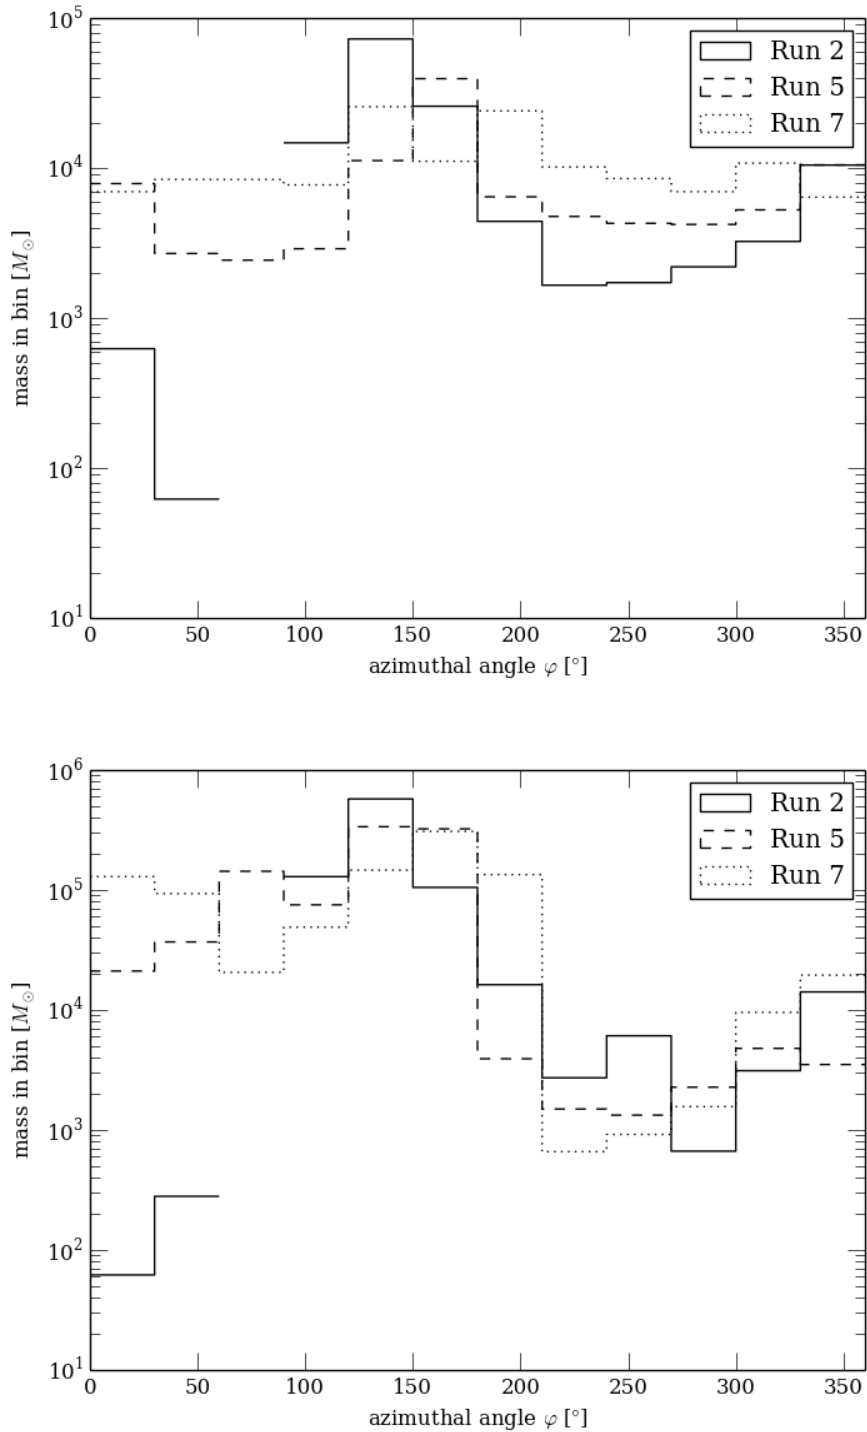 10^5
10^4
10^3
10^2
10^1
mass in bin [M_⊙]
Run 2
Run 5
Run 7
0 50 100 150 200 250 300 350
azimuthal angle φ [°]
10^6
10^5
10^4
10^3
10^2
10^1
mass in bin [M_⊙]
Run 2
Run 5
Run 7
0 50 100 150 200 250 300 350
azimuthal angle φ [°]